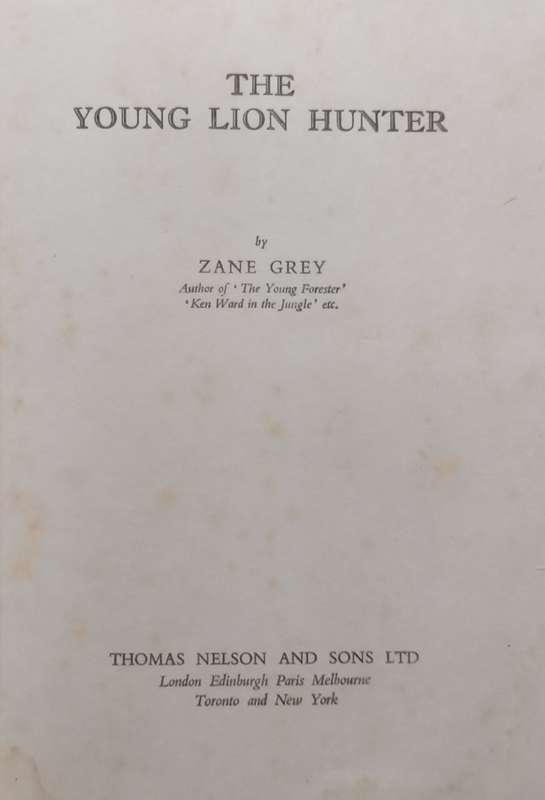 THE
YOUNG LION HUNTER
by
ZANE GREY
Author of ‘ The Young Forester’
‘Ken Ward in the Jungle’ etc.
THOMAS NELSON AND SONS LTD
London Edinburgh Paris Melbourne
Toronto and New York